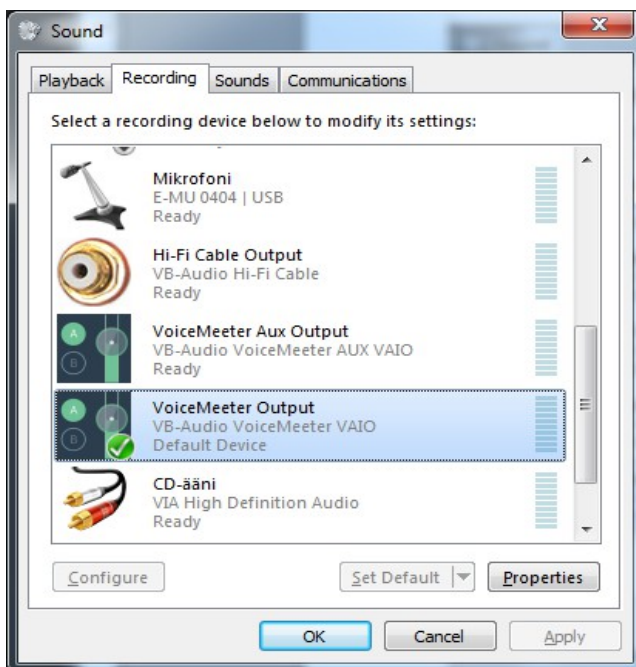 Sound
Playback Recording Sounds Communications
Select a recording device below to modify its settings:
Mikrofoni
E-MU 0404 | USB
Ready
Hi-Fi Cable Output
VB-Audio Hi-Fi Cable
Ready
A
B
VoiceMeeter Aux Output
VB-Audio VoiceMeeter AUX VAIO
Ready
A
B
VoiceMeeter Output
VB-Audio VoiceMeeter VAIO
Default Device
CD-ääni
VIA High Definition Audio
Ready
Configure Set Default Properties
OK Cancel Apply